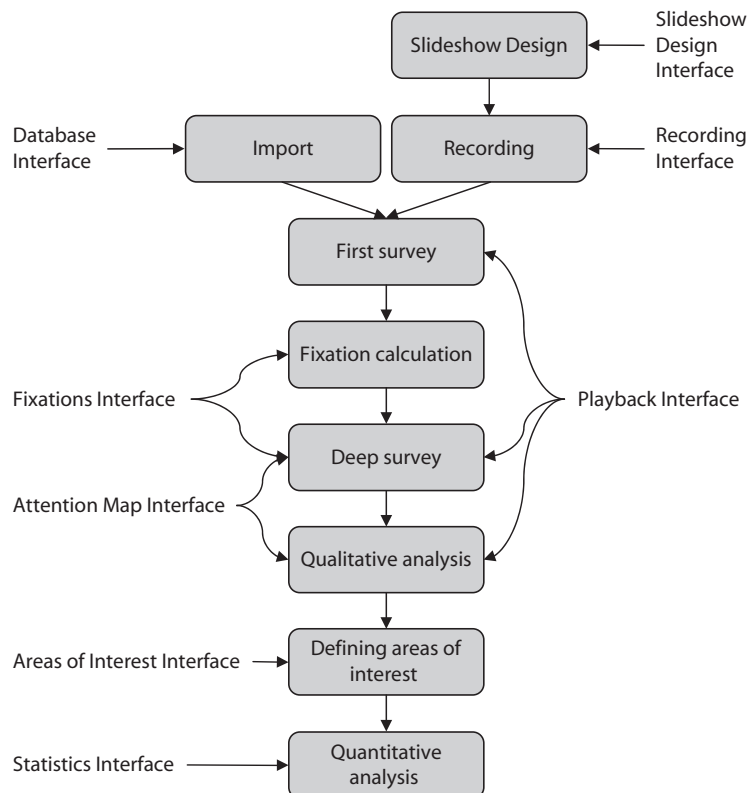 Slideshow Design
Slideshow
Design
Interface
Database
Interface
Import
Recording
Recording
Interface
First survey
Fixation calculation
Fixations Interface
Playback Interface
Deep survey
Attention Map Interface
Qualitative analysis
Areas of Interest Interface
Defining areas of
interest
Statistics Interface
Quantitative
analysis